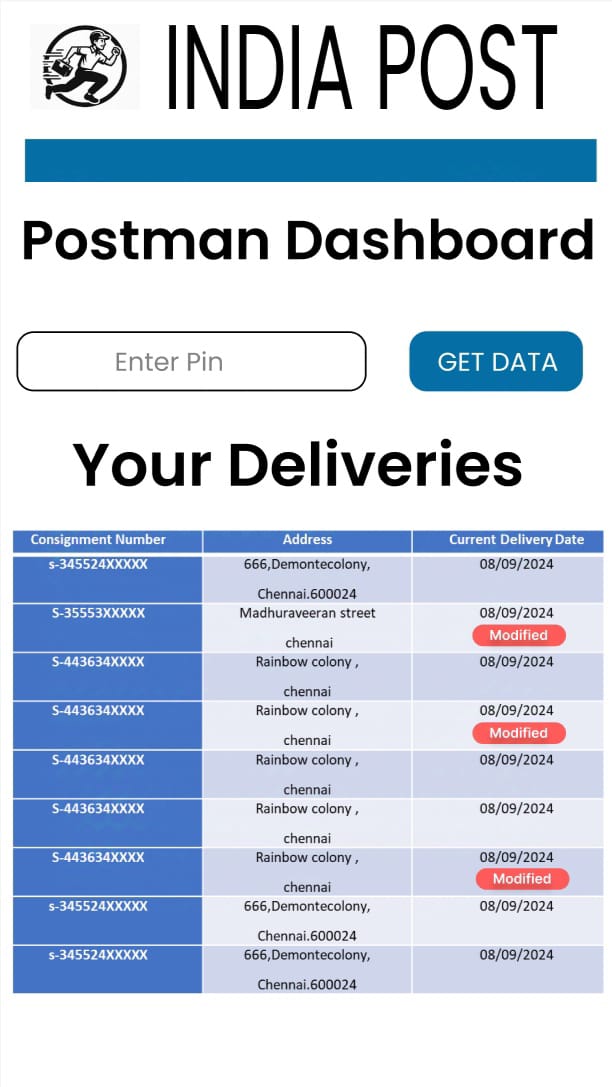 INDIA POST
Postman Dashboard
Enter Pin GET DATA
Your Deliveries
Consignment Number Address Current Delivery Date
s-345524XXXXX 666,Demontecolony, 08/09/2024
Chennai.600024
S-35553XXXXX Madhuraveeran street 08/09/2024
chennai Modified
S-443634XXXX Rainbow colony , 08/09/2024
chennai
S-443634XXXX Rainbow colony , 08/09/2024
chennai Modified
S-443634XXXX Rainbow colony , 08/09/2024
chennai
S-443634XXXX Rainbow colony , 08/09/2024
chennai
S-443634XXXX Rainbow colony , 08/09/2024
chennai Modified
s-345524XXXXX 666,Demontecolony, 08/09/2024
Chennai.600024
s-345524XXXXX 666,Demontecolony, 08/09/2024
Chennai.600024